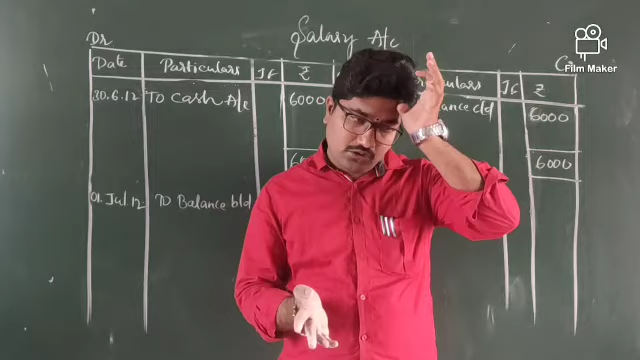 Salary A/c
Dr
Date Particulars J.F ₹ J.F ₹
30.6.12 To Cash A/c 6000 c/d 6000
6000
01.Jul 12 To Balance b/d
Film Maker